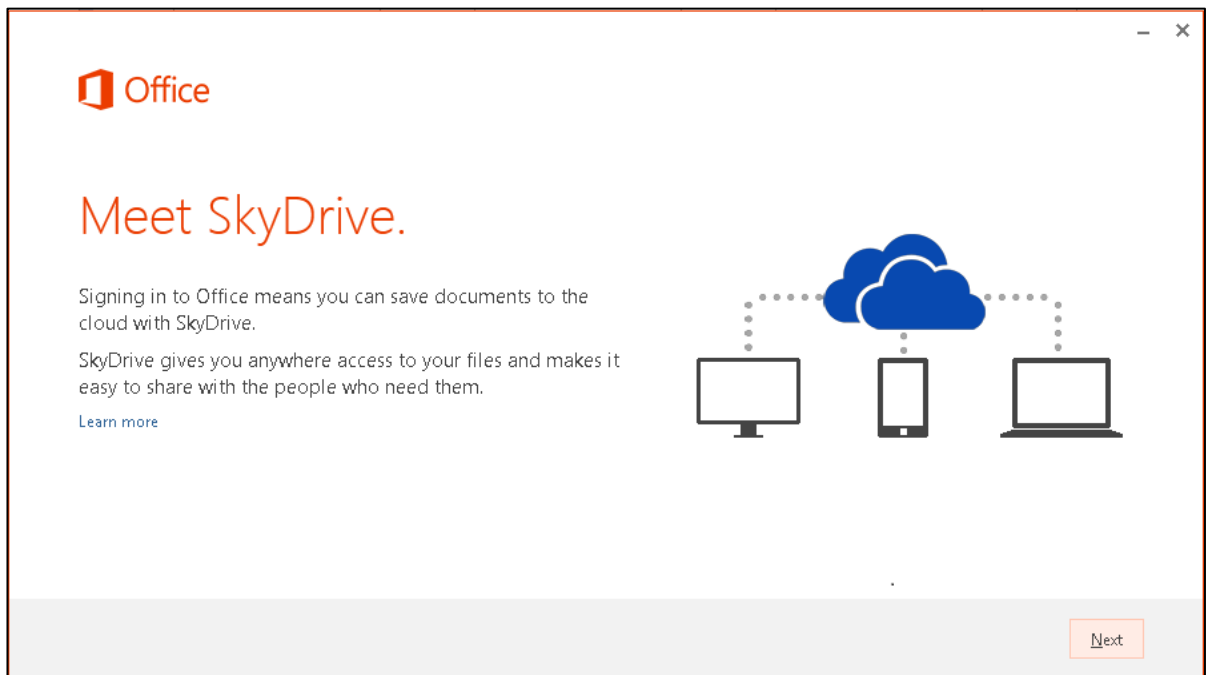 Office
Meet SkyDrive.
Signing in to Office means you can save documents to the
cloud with SkyDrive.
SkyDrive gives you anywhere access to your files and makes it
easy to share with the people who need them.
Learn more
Next